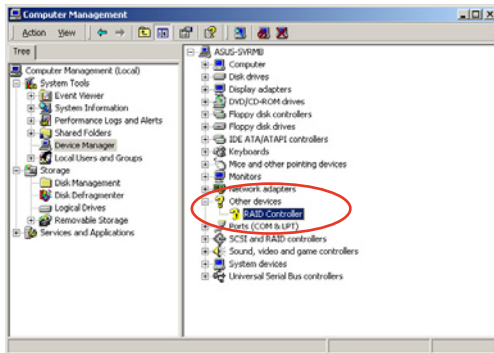 Computer Management
Action View
Tree
Computer Management (Local)
System Tools
Event Viewer
System Information
Performance Logs and Alerts
Shared Folders
Device Manager
Local Users and Groups
Storage
Disk Management
Disk Defragmenter
Logical Drives
Removable Storage
Services and Applications
ASUS-SVRMB
Computer
Disk drives
Display adapters
DVD/CD-ROM drives
Floppy disk controllers
Floppy disk drives
IDE ATA/ATAPI controllers
Keyboards
Mice and other pointing devices
Monitors
Network adapters
Other devices
RAID Controller
Ports (COM & LPT)
SCSI and RAID controllers
Sound, video and game controllers
System devices
Universal Serial Bus controllers